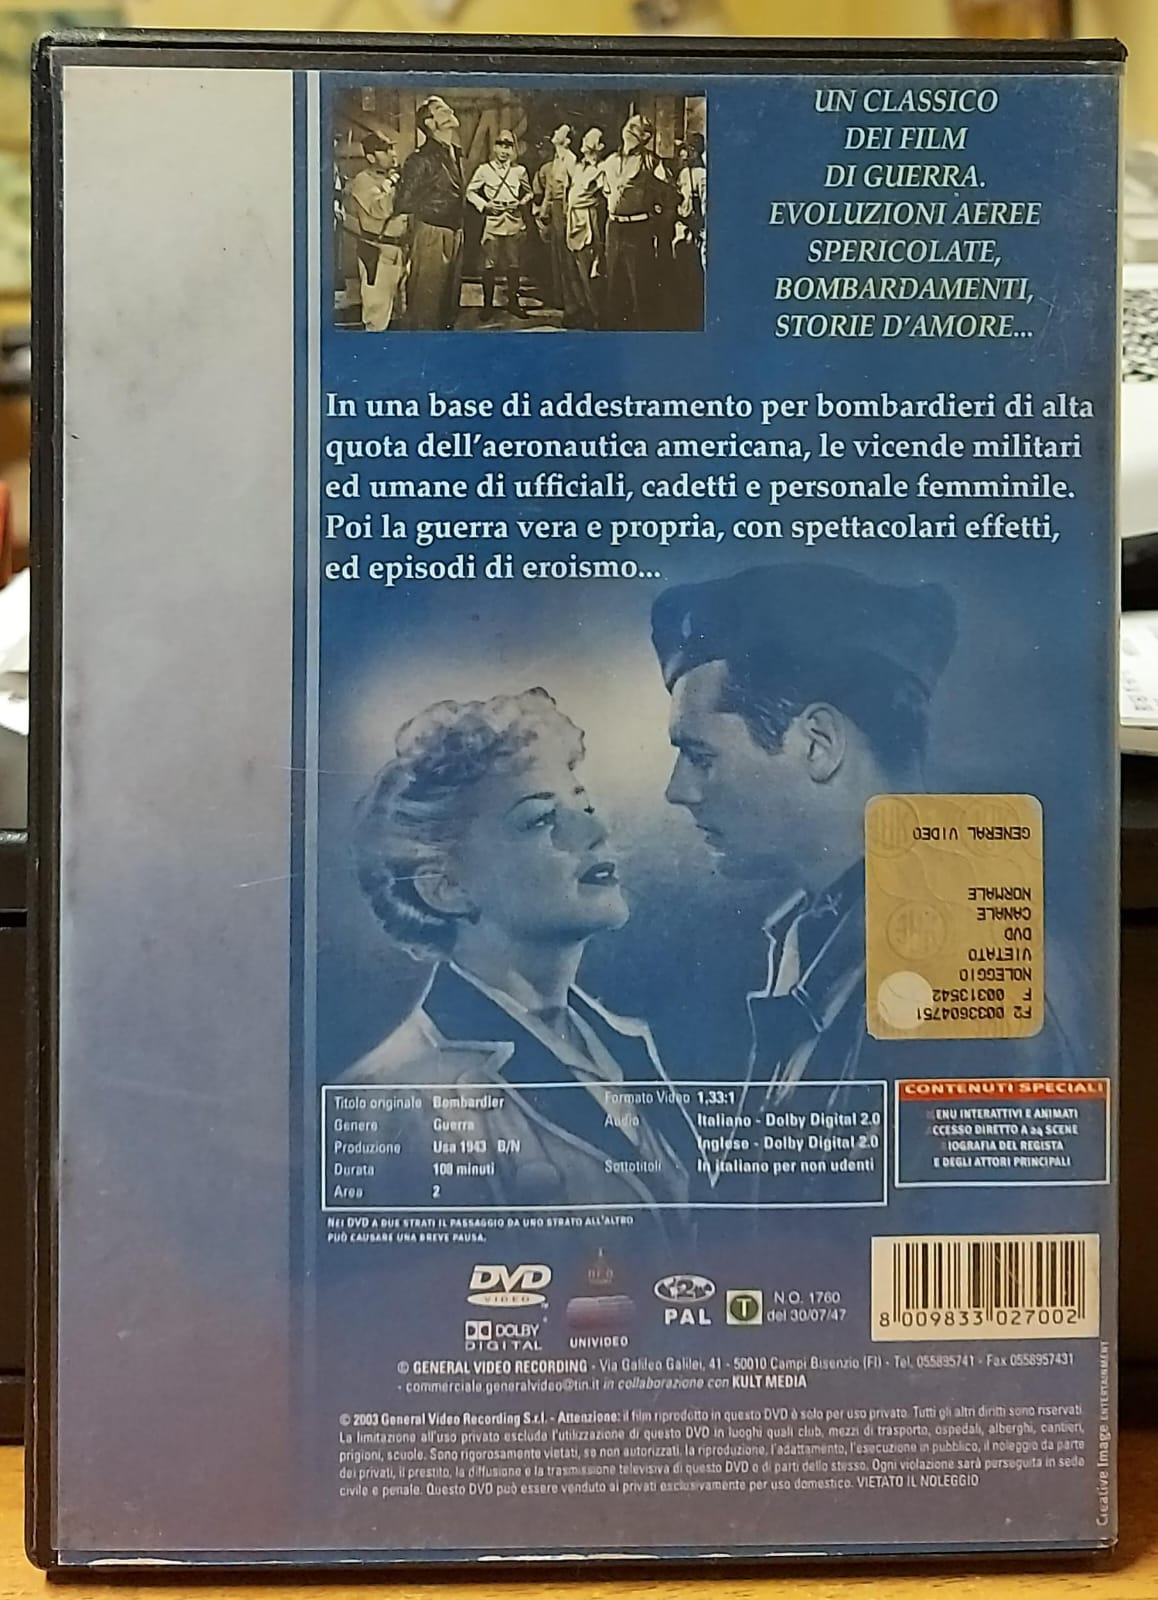 UN CLASSICO
DEI FILM
DI GUERRA.
EVOLUZIONI AEREE
SPERICOLATE,
BOMBARDAMENTI,
STORIE D'AMORE...
In una base di addestramento per bombardieri di alta
quota dell'aeronautica americana, le vicende militari
ed umane di ufficiali, cadetti e personale femminile.
Poi la guerra vera e propria, con spettacolari effetti,
ed episodi di eroismo...
GENERAL VIDEO
NORMALE
CANALE
DVD
VIETATO
NOLEGGIO
F 00313542
F2 0033604751
Titolo originale Bombardier
Genere Guerra
Produzione Usa 1943 B/N
Durata 108 minuti
Area 2
Formato Video 1,33:1
Audio Italiano - Dolby Digital 2.0
Inglese - Dolby Digital 2.0
Sottotitoli In italiano per non udenti
CONTENUTI SPECIALI
ENU INTERATTIVI E ANIMATI
CCESSO DIRETTO A 24 SCENE
IOGRAFIA DEL REGISTA
E DEGLI ATTORI PRINCIPALI
NEI DVD A DUE STRATI IL PASSAGGIO DA UNO STRATO ALL'ALTRO
PUÒ CAUSARE UNA BREVE PAUSA.
DVD
VIDEO
DOLBY
DIGITAL
UNIVIDEO
2
PAL
T
N.O. 1760
del 30/07/47
8 009833 027002
© GENERAL VIDEO RECORDING - Via Galileo Galilei, 41 - 50010 Campi Bisenzio (FI) - Tel. 055895741 - Fax 0558957431
- commerciale.generalvideo@tin.it in collaborazione con KULT MEDIA
© 2003 General Video Recording S.r.l. - Attenzione: il film riprodotto in questo DVD è solo per uso privato. Tutti gli altri diritti sono riservati.
La limitazione all'uso privato esclude l'utilizzazione di questo DVD in luoghi quali club, mezzi di trasporto, ospedali, alberghi, cantieri,
prigioni, scuole. Sono rigorosamente vietati, se non autorizzati, la riproduzione, l'adattamento, l'esecuzione in pubblico, il noleggio da parte
dei privati, il prestito, la diffusione e la trasmissione televisiva di questo DVD o di parti dello stesso. Ogni violazione sarà perseguita in sede
civile e penale. Questo DVD può essere venduto ai privati esclusivamente per uso domestico. VIETATO IL NOLEGGIO
Creative Image ENTERTAINMENT